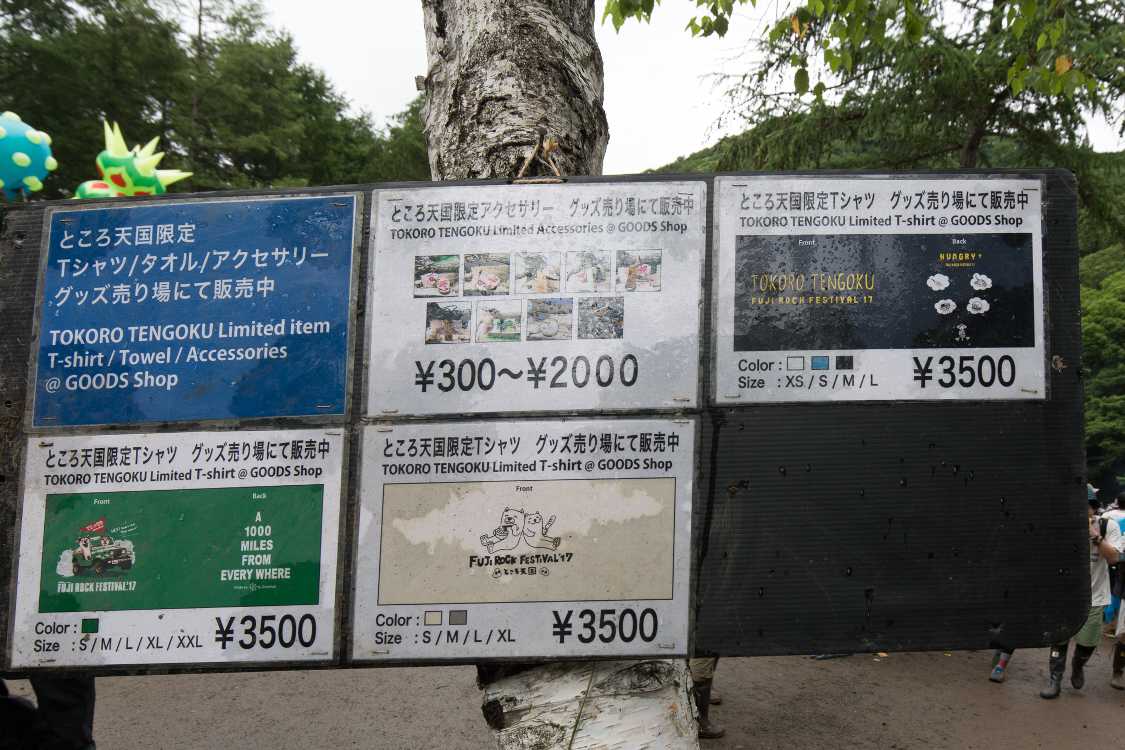 ところ天国限定
Tシャツ/タオル/アクセサリー
グッズ売り場にて販売中
TOKORO TENGOKU Limited item
T-shirt / Towel / Accessories
@ GOODS Shop
ところ天国限定アクセサリー グッズ売り場にて販売中
TOKORO TENGOKU Limited Accessories @ GOODS Shop
¥300〜¥2000
ところ天国限定Tシャツ グッズ売り場にて販売中
TOKORO TENGOKU Limited T-shirt @ GOODS Shop
Front
Back
TOKORO TENGOKU
FUJI ROCK FESTIVAL 17
HUNGRY?
Color :
Size : XS / S / M / L
¥3500
ところ天国限定Tシャツ グッズ売り場にて販売中
TOKORO TENGOKU Limited T-shirt @ GOODS Shop
Front
Back
FUJI ROCK FESTIVAL'17
A
1000
MILES
FROM
EVERY WHERE
Color :
Size : S / M / L / XL / XXL
¥3500
ところ天国限定Tシャツ グッズ売り場にて販売中
TOKORO TENGOKU Limited T-shirt @ GOODS Shop
Front
FUJI ROCK FESTIVAL'17
ところ天国
Color :
Size : S / M / L / XL
¥3500